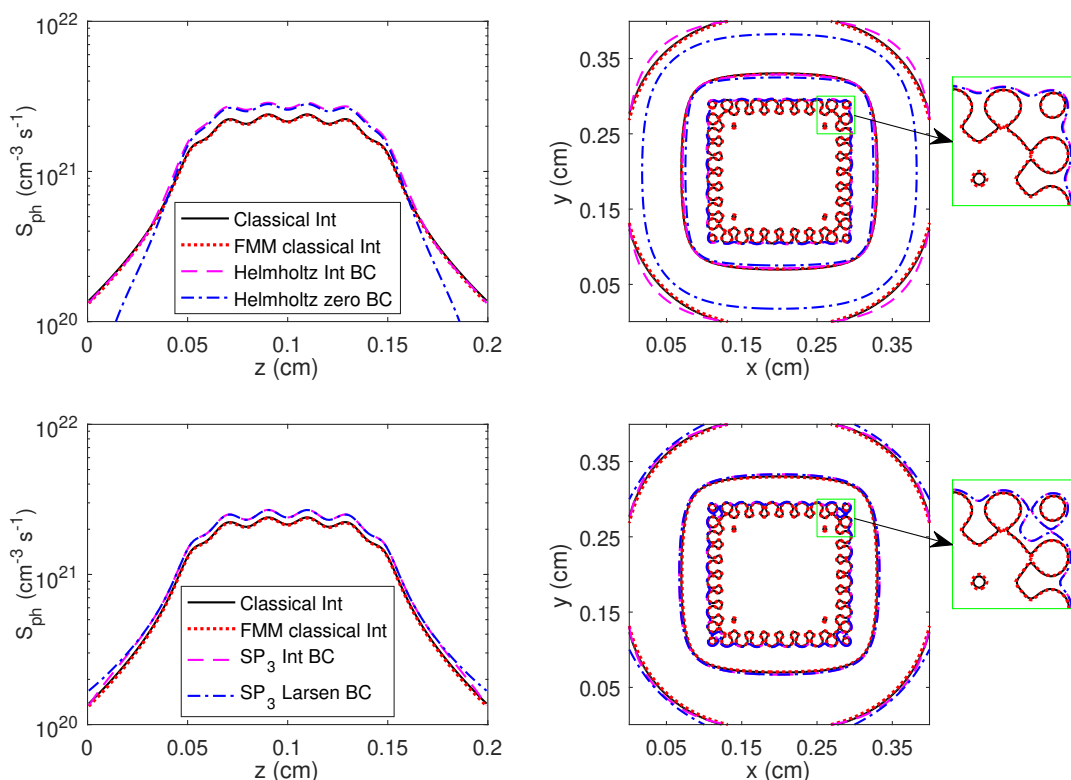 10^22
10^21
10^20
S_ph (cm^-3 s^-1)
Classical Int
FMM classical Int
Helmholtz Int BC
Helmholtz zero BC
0 0.05 0.1 0.15 0.2
z (cm)
0.35
0.25
0.15
0.05
y (cm)
0.05 0.15 0.25 0.35
x (cm)
10^22
10^21
10^20
S_ph (cm^-3 s^-1)
Classical Int
FMM classical Int
SP_3 Int BC
SP_3 Larsen BC
0 0.05 0.1 0.15 0.2
z (cm)
0.35
0.25
0.15
0.05
y (cm)
0.05 0.15 0.25 0.35
x (cm)